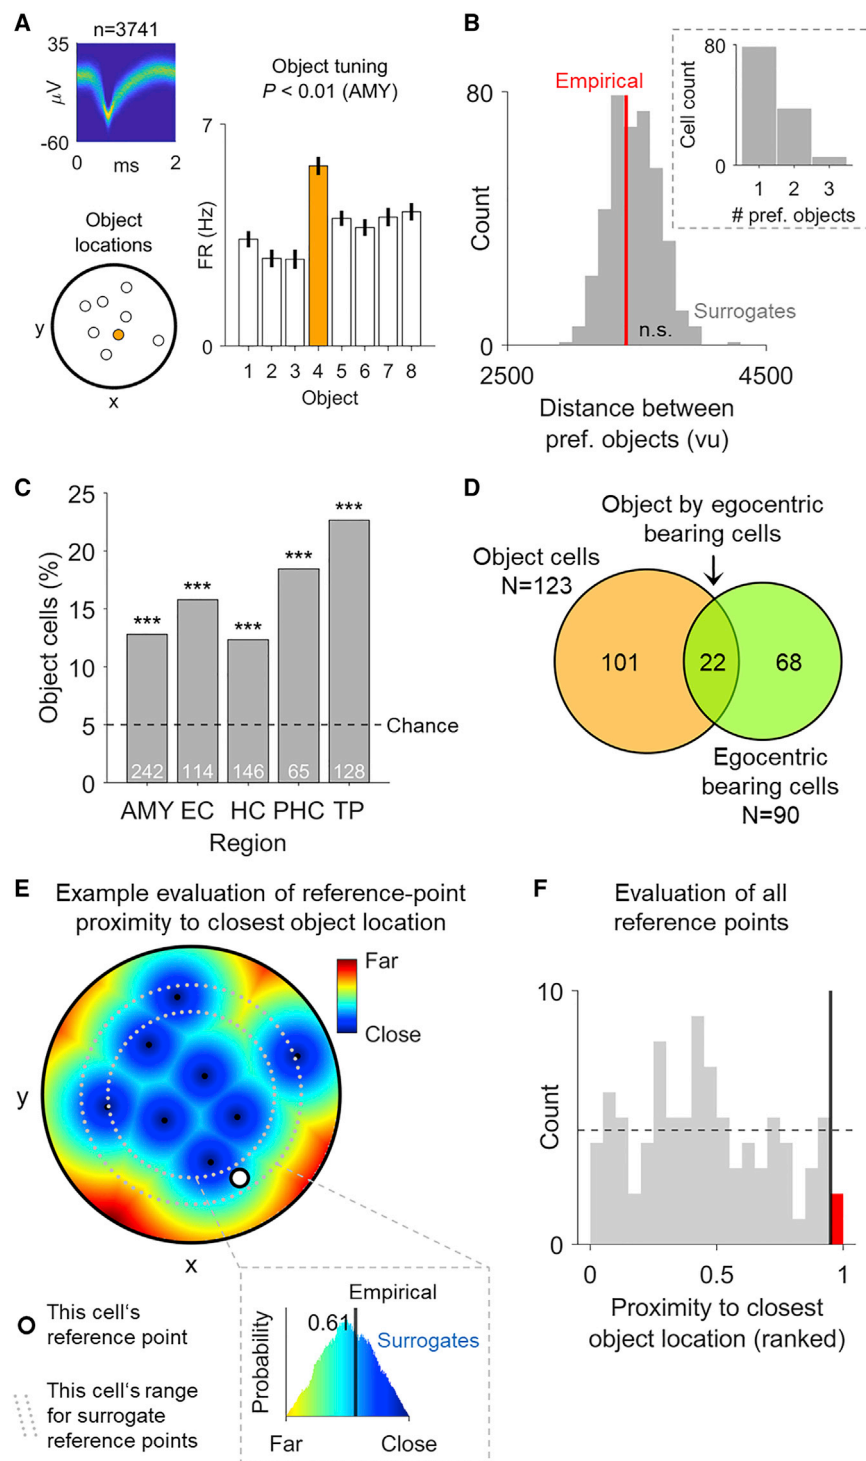 A
n=3741
35
µV
-60
0
ms
2
Object tuning
P < 0.01 (AMY)
7
FR (Hz)
0
1 2 3 4 5 6 7 8
Object
Object
locations
y
x
B
80
Count
0
Empirical
Surrogates
n.s.
2500
4500
Distance between
pref. objects (vu)
80
Cell count
0
1 2 3
# pref. objects
C
25
20
15
10
5
0
Object cells (%)
***
***
***
***
***
Chance
242 114 146 65 128
AMY EC HC PHC TP
Region
D
Object by egocentric
bearing cells
Object cells
N=123
101
22
68
Egocentric
bearing cells
N=90
E
Example evaluation of reference-point
proximity to closest object location
Far
Close
y
x
This cell's
reference point
This cell's range
for surrogate
reference points
Empirical
0.61
Surrogates
Probability
Far
Close
F
Evaluation of all
reference points
10
Count
0
0
0.5
1
Proximity to closest
object location (ranked)